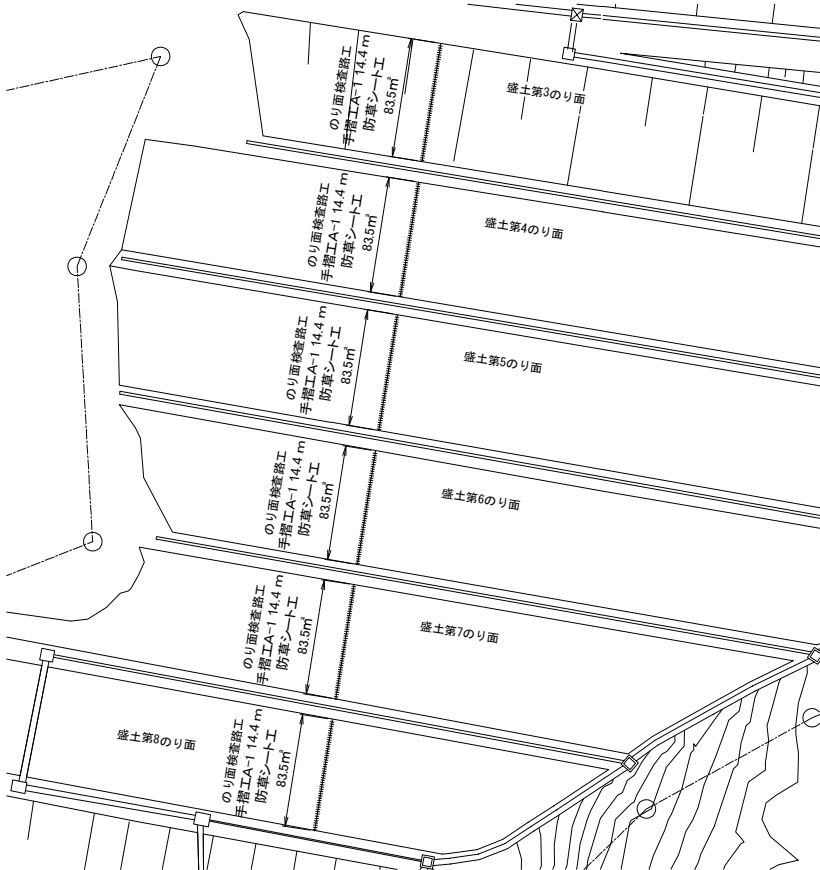 のり面検査路工
手摺工A-1 14.4 m
防草シート工
83.5㎡
盛土第3のり面
のり面検査路工
手摺工A-1 14.4 m
防草シート工
83.5㎡
盛土第4のり面
のり面検査路工
手摺工A-1 14.4 m
防草シート工
83.5㎡
盛土第5のり面
のり面検査路工
手摺工A-1 14.4 m
防草シート工
83.5㎡
盛土第6のり面
のり面検査路工
手摺工A-1 14.4 m
防草シート工
83.5㎡
盛土第7のり面
のり面検査路工
手摺工A-1 14.4 m
防草シート工
83.5㎡
盛土第8のり面